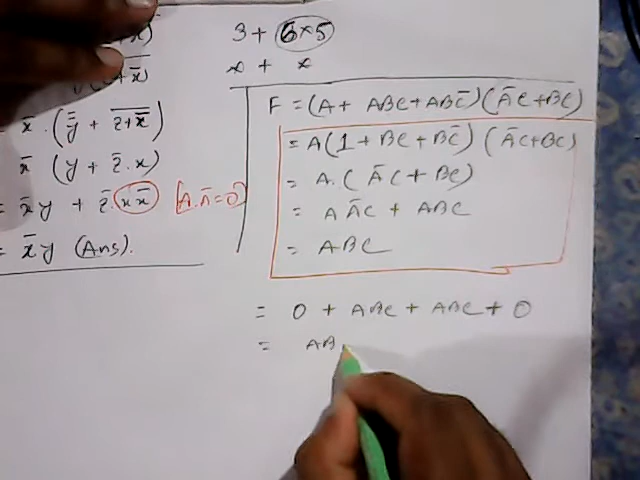 x̄)
+ x̄)
= x̄ . (y̿ + z+x̿)
x̄ (y + z̄.x)
= x̄y + z̄.xx̄ [A.Ā=0]
= x̄y (Ans).
3 + 6×5
x + x
F = (A + ABC + ABC̄)(ĀC + BC)
= A(1 + BC + BC̄) (ĀC+BC)
= A.(ĀC + BC)
= AĀC + ABC
= ABC
= 0 + ABC + ABC + 0
= AB